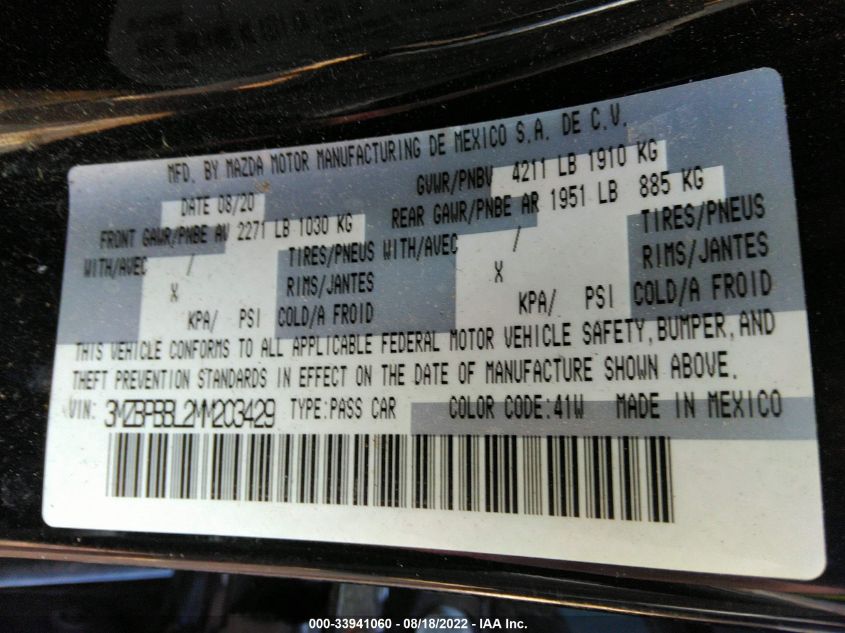 MFD. BY MAZDA MOTOR MANUFACTURING DE MEXICO S.A. DE C.V.
DATE 08/20 GVWR/PNBV 4211 LB 1910 KG
FRONT GAWR/PNBE AV 2271 LB 1030 KG REAR GAWR/PNBE AR 1951 LB 885 KG
WITH/AVEC / TIRES/PNEUS WITH/AVEC / TIRES/PNEUS
X RIMS/JANTES X RIMS/JANTES
KPA/ PSI COLD/A FROID KPA/ PSI COLD/A FROID
THIS VEHICLE CONFORMS TO ALL APPLICABLE FEDERAL MOTOR VEHICLE SAFETY, BUMPER, AND
THEFT PREVENTION STANDARDS IN EFFECT ON THE DATE OF MANUFACTURE SHOWN ABOVE.
VIN: 3MZBPBBL2MM203429 TYPE:PASS CAR COLOR CODE:41W MADE IN MEXICO
000-33941060 - 08/18/2022 - IAA Inc.